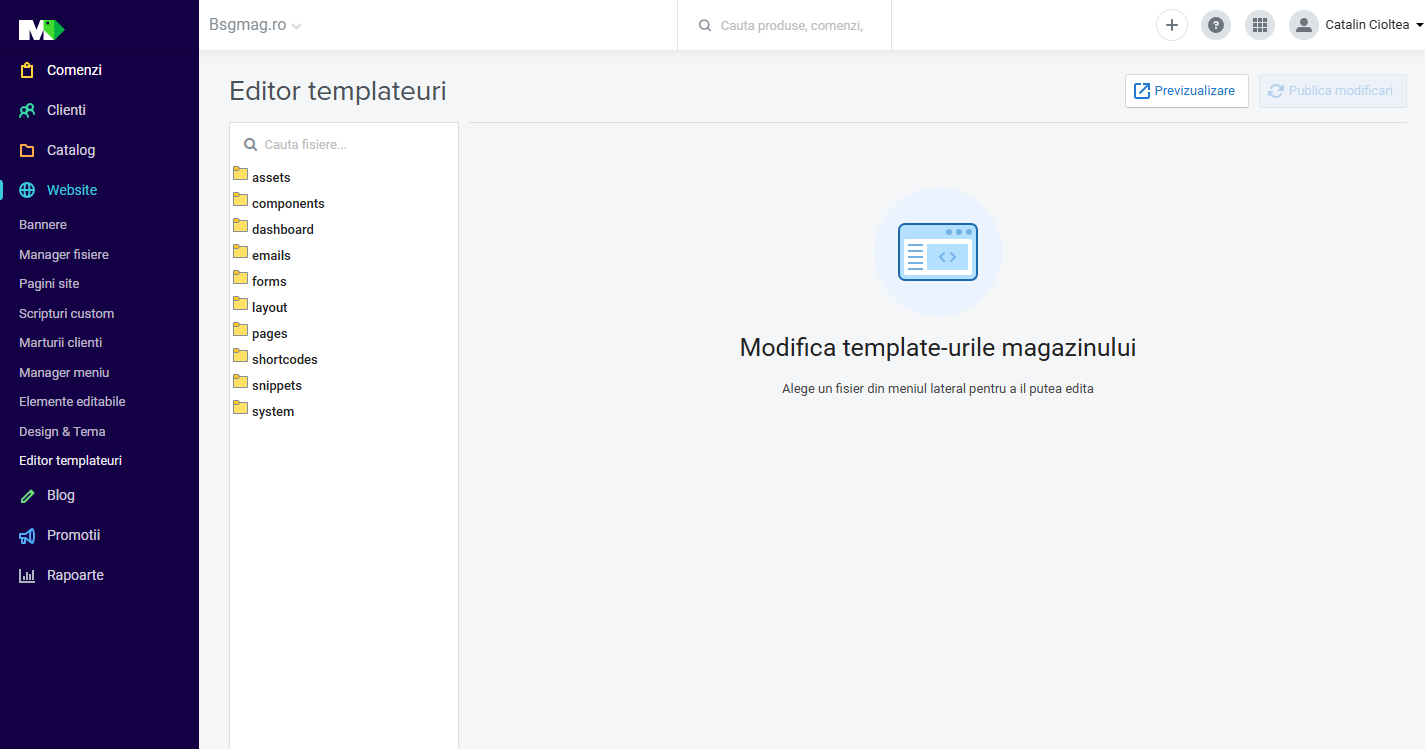 Bsgmag.ro
Cauta produse, comenzi,
Catalin Cioltea
Comenzi
Clienti
Catalog
Website
Bannere
Manager fisiere
Pagini site
Scripturi custom
Marturii clienti
Manager meniu
Elemente editabile
Design & Tema
Editor templateuri
Blog
Promotii
Rapoarte
Editor templateuri
Previzualizare
Publica modificari
Cauta fisiere...
assets
components
dashboard
emails
forms
layout
pages
shortcodes
snippets
system
Modifica template-urile magazinului
Alege un fisier din meniul lateral pentru a il putea edita